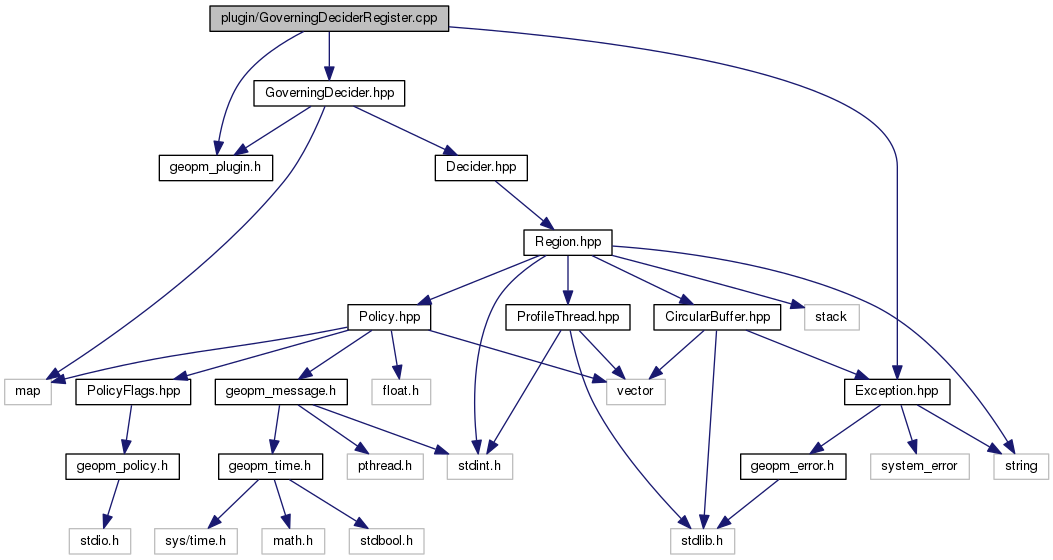 plugin/GoverningDeciderRegister.cpp
GoverningDecider.hpp
geopm_plugin.h
Decider.hpp
Region.hpp
Policy.hpp
ProfileThread.hpp
CircularBuffer.hpp
stack
map
PolicyFlags.hpp
geopm_message.h
float.h
vector
Exception.hpp
geopm_policy.h
geopm_time.h
pthread.h
stdint.h
geopm_error.h
system_error
string
stdio.h
sys/time.h
math.h
stdbool.h
stdlib.h